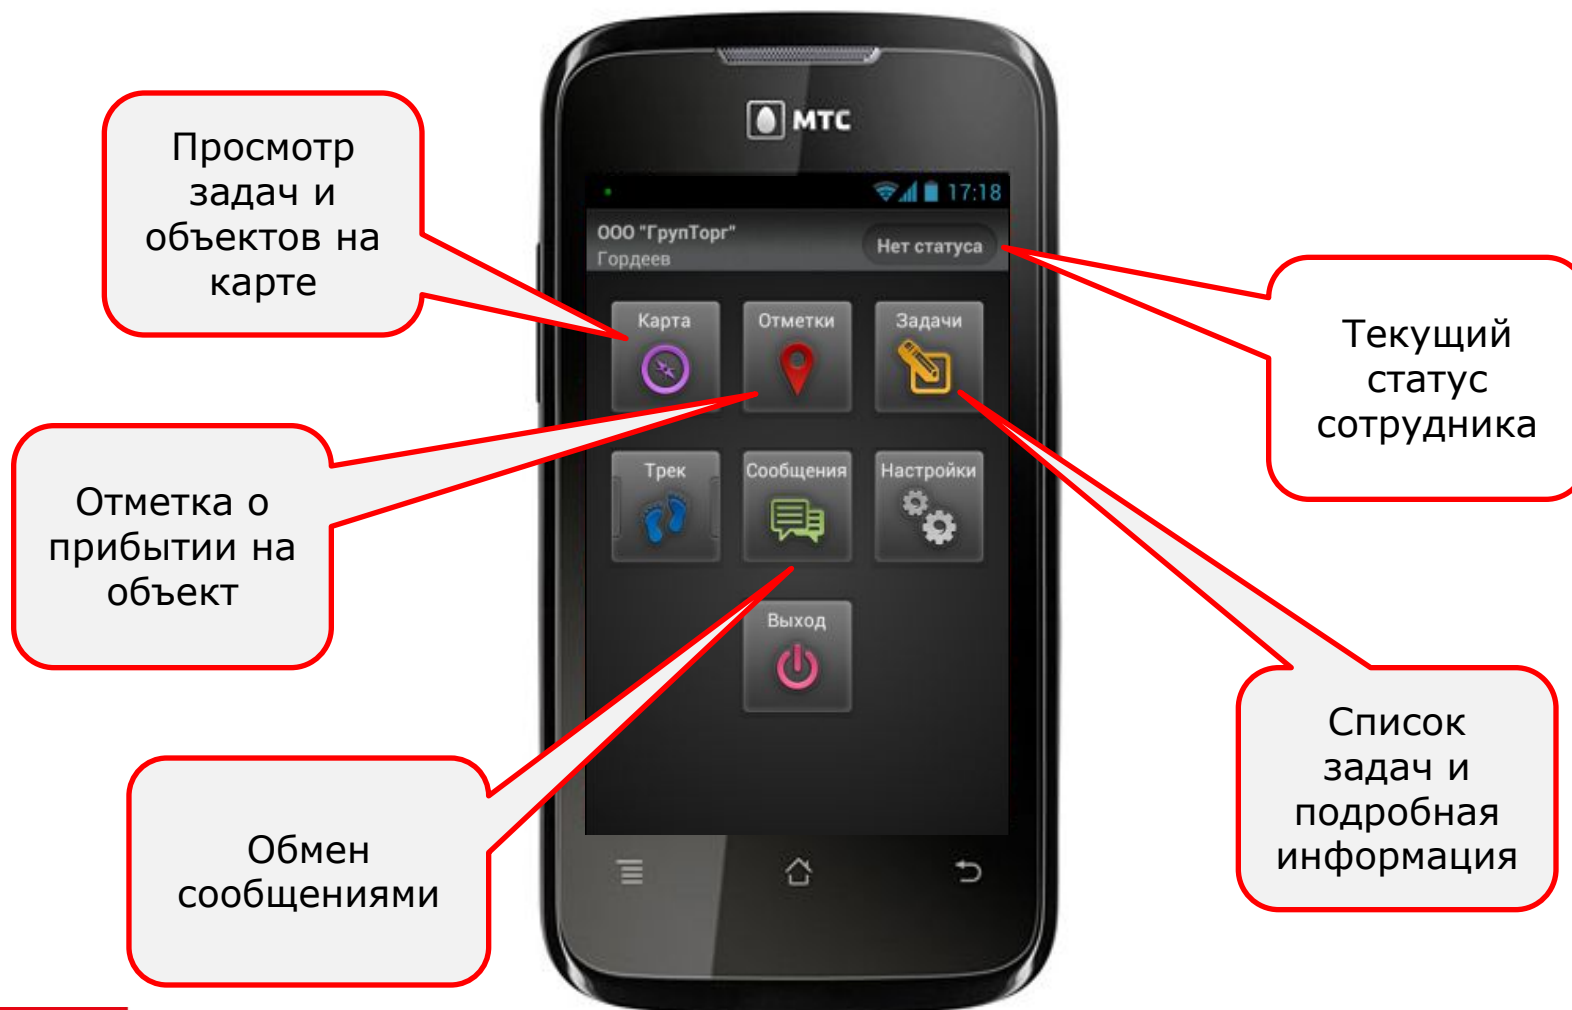 МТС
17:18
ООО "ГрупТорг"
Гордеев
Нет статуса
Карта
Отметки
Задачи
Трек
Сообщения
Настройки
Выход
Просмотр
задач и
объектов на
карте
Отметка о
прибытии на
объект
Обмен
сообщениями
Текущий
статус
сотрудника
Список
задач и
подробная
информация